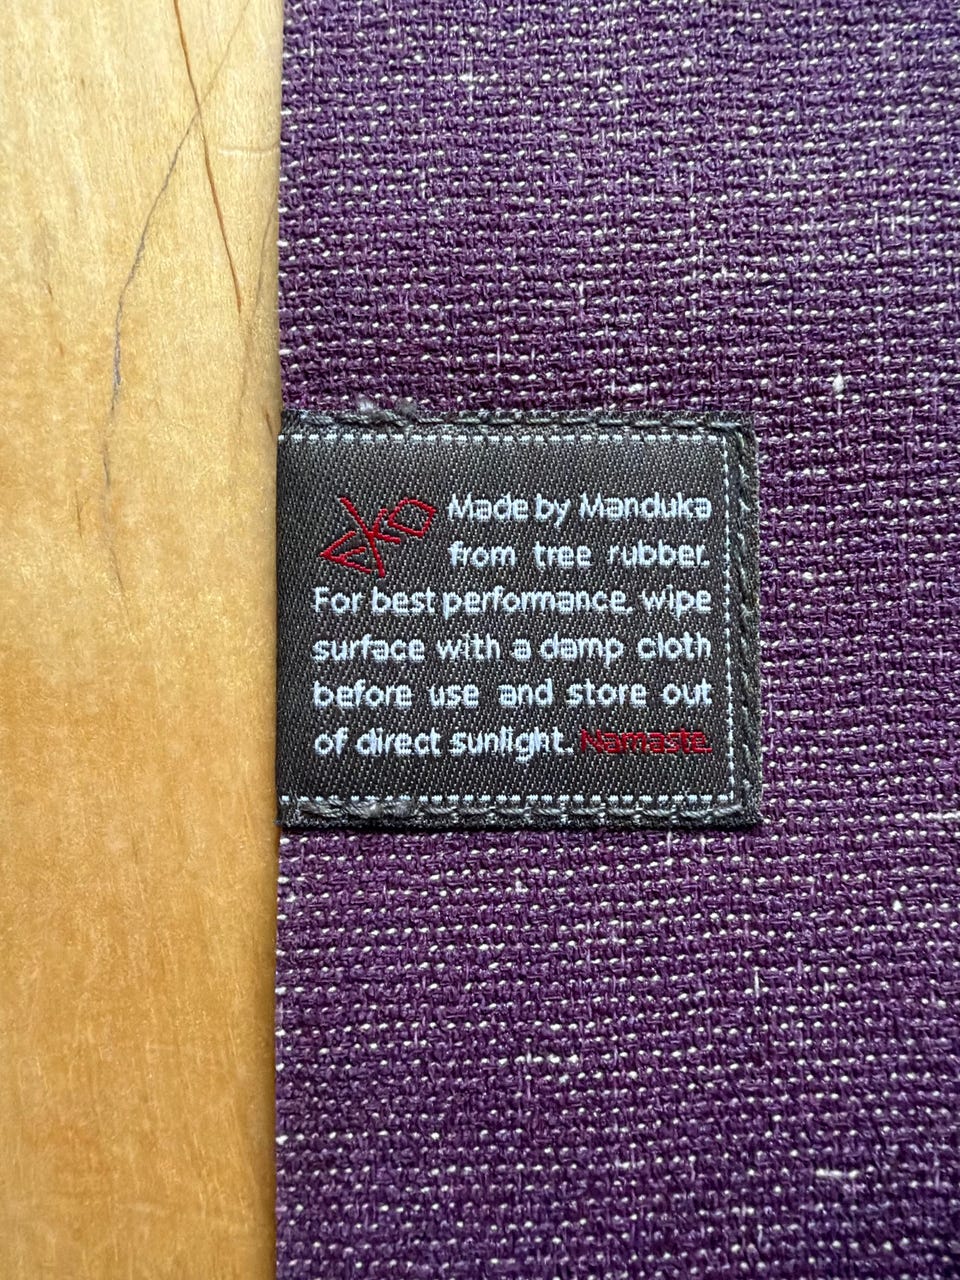 eKO Made by Manduka
from tree rubber.
For best performance, wipe
surface with a damp cloth
before use and store out
of direct sunlight. Namaste.